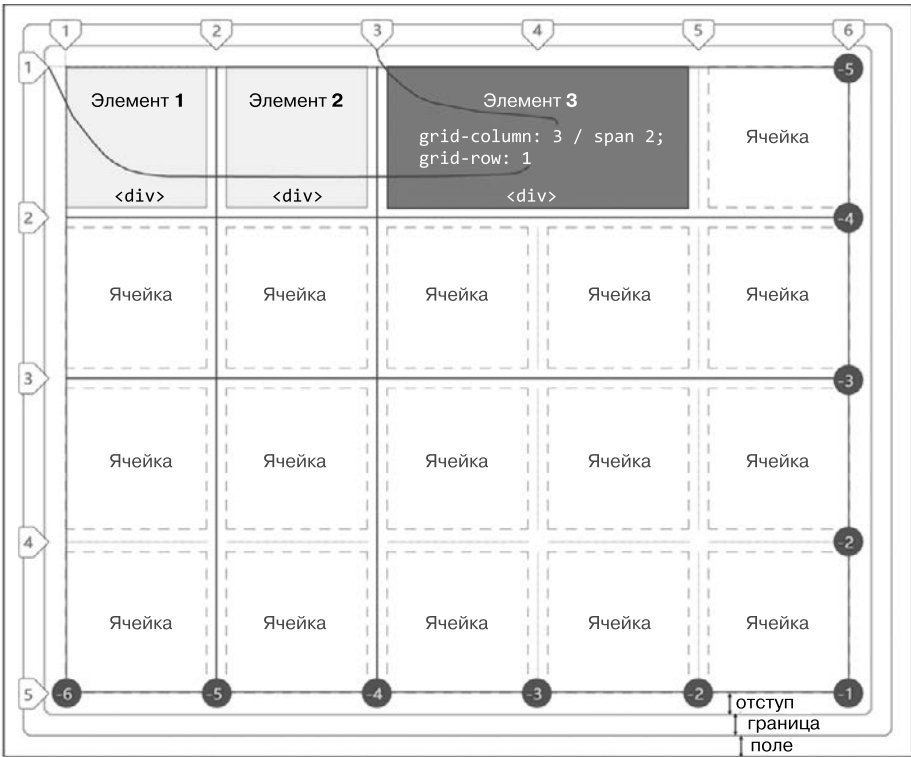 1 2 3 4 5 6
1 -5
Элемент 1 Элемент 2 Элемент 3
grid-column: 3 / span 2;
Ячейка
grid-row: 1
<div> <div> <div>
2 -4
Ячейка Ячейка Ячейка Ячейка Ячейка
3 -3
Ячейка Ячейка Ячейка Ячейка Ячейка
4 -2
Ячейка Ячейка Ячейка Ячейка Ячейка
5 -6 -5 -4 -3 -2 -1
отступ
граница
поле